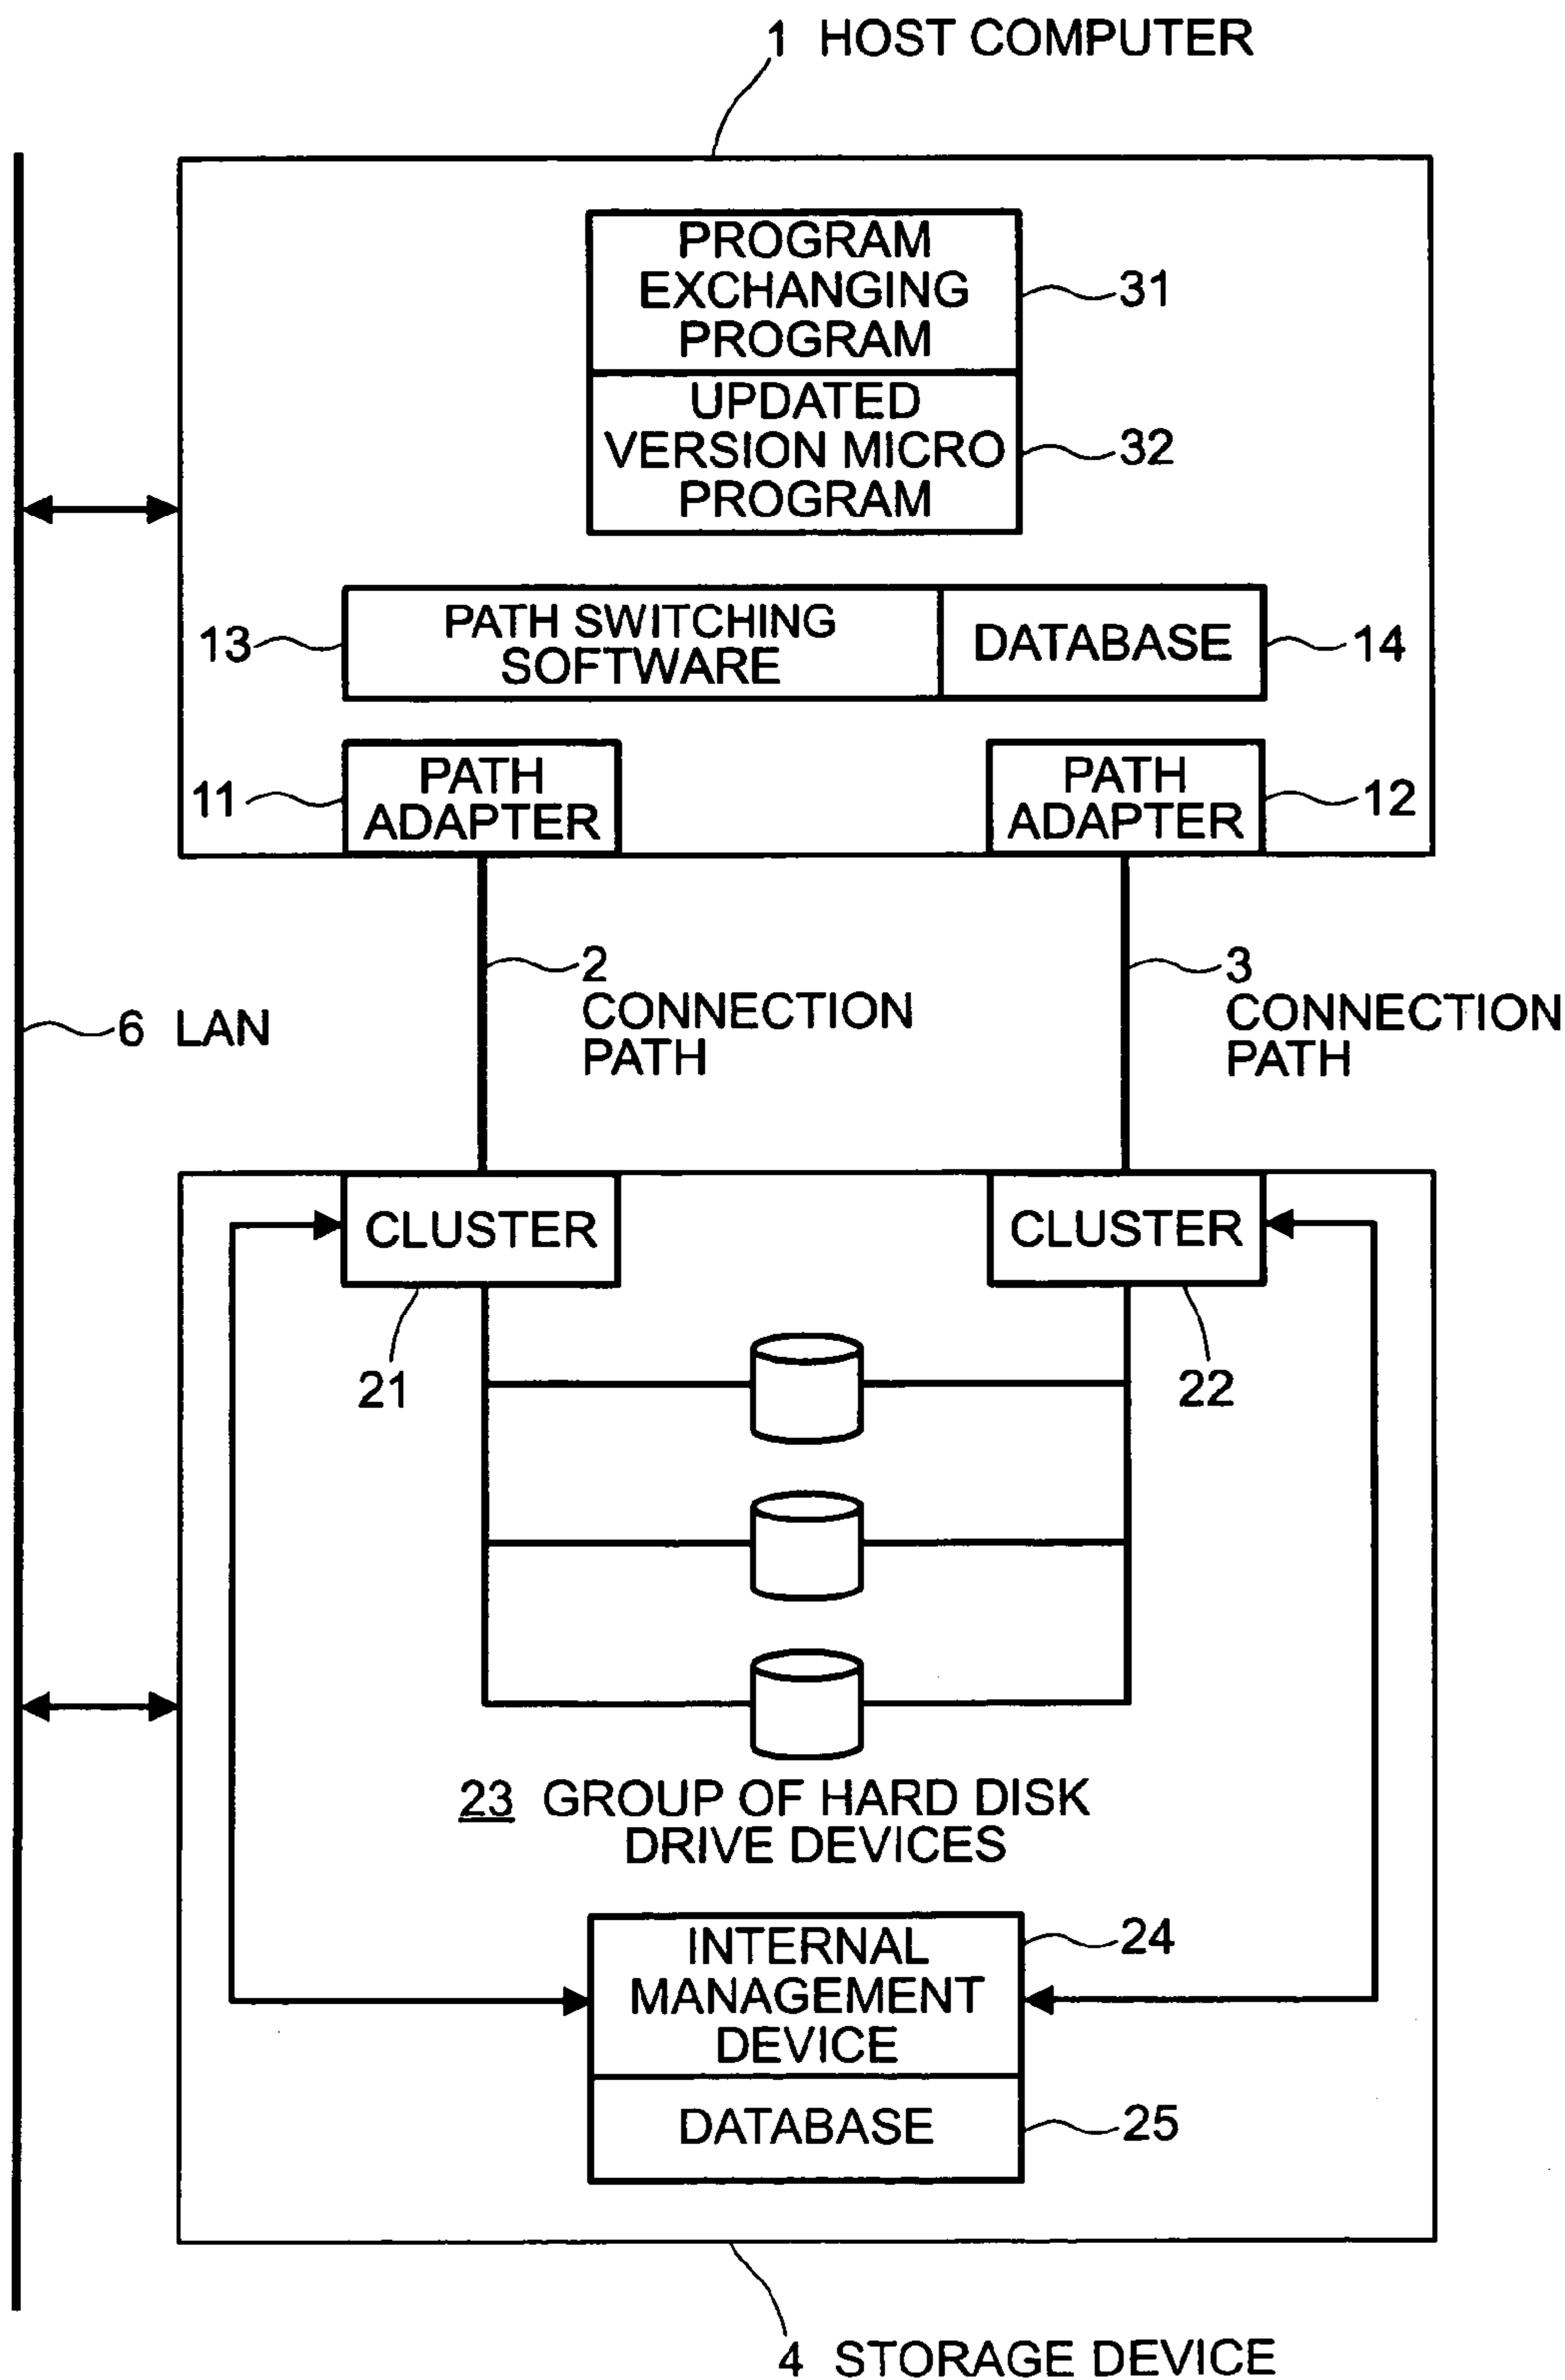 1 HOST COMPUTER
PROGRAM
EXCHANGING
PROGRAM
31
UPDATED
VERSION MICRO
PROGRAM
32
13
PATH SWITCHING
SOFTWARE
DATABASE
14
11
PATH
ADAPTER
PATH
ADAPTER
12
2
CONNECTION
PATH
3
CONNECTION
PATH
6 LAN
CLUSTER
CLUSTER
21
22
23 GROUP OF HARD DISK
DRIVE DEVICES
INTERNAL
MANAGEMENT
DEVICE
24
DATABASE
25
4 STORAGE DEVICE